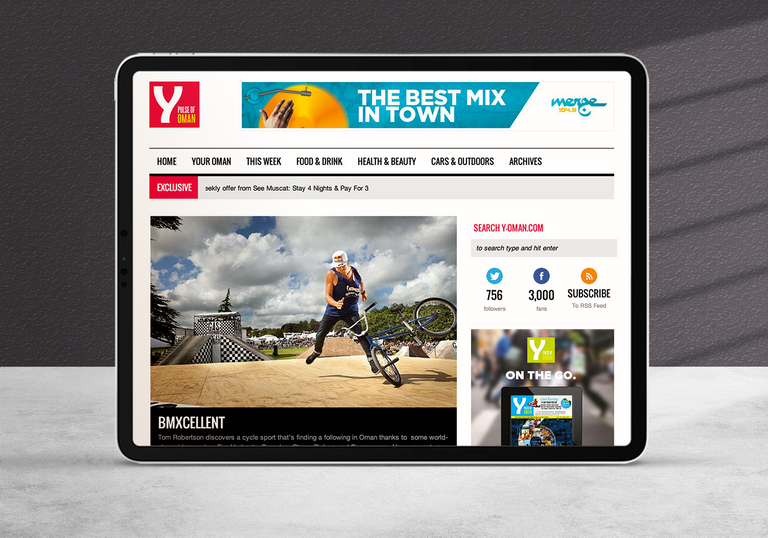 Y
PULSE OF
OMAN
THE BEST MIX
IN TOWN
merge
104.8
HOME YOUR OMAN THIS WEEK FOOD & DRINK HEALTH & BEAUTY CARS & OUTDOORS ARCHIVES
EXCLUSIVE eekly offer from See Muscat: Stay 4 Nights & Pay For 3
SEARCH Y-OMAN.COM
to search type and hit enter
756 3,000 SUBSCRIBE
followers fans To RSS Feed
Y
ON THE GO.
Y
BMXCELLENT
Tom Robertson discovers a cycle sport that's finding a following in Oman thanks to some world-